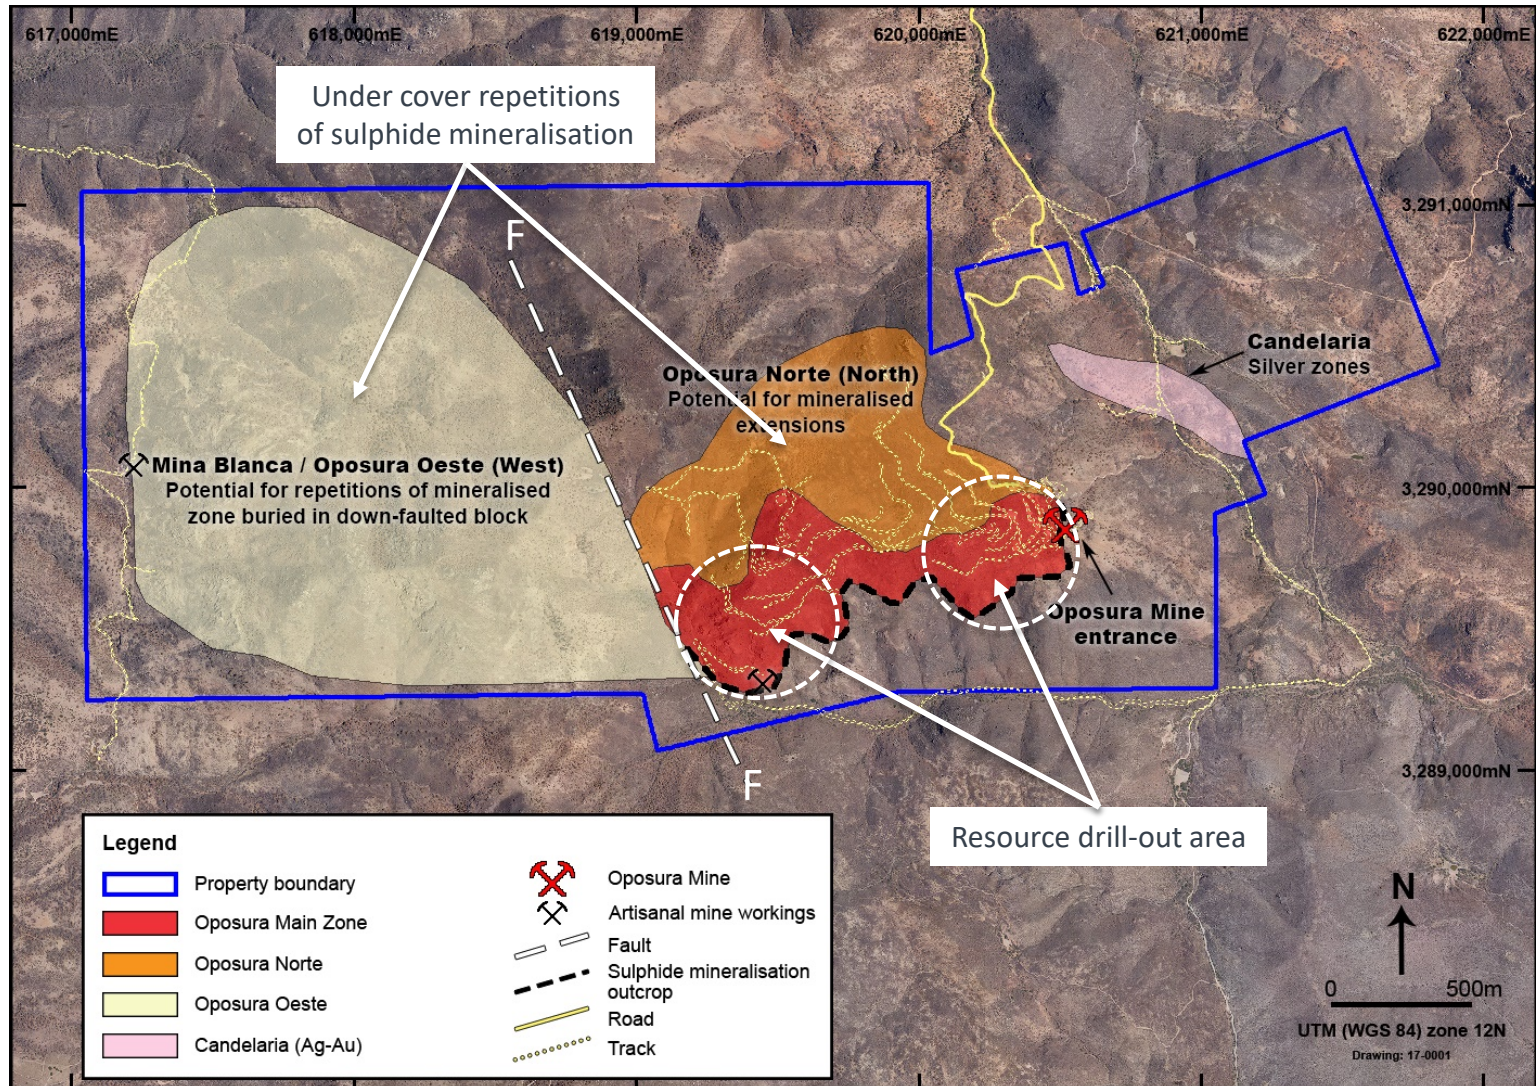 617,000mE
618,000mE
619,000mE
620,000mE
621,000mE
622,000mE
Under cover repetitions
of sulphide mineralisation
3,291,000mN
F
Candelaria
Silver zones
Oposura Norte (North)
Potential for mineralised
extensions
Mina Blanca / Oposura Oeste (West)
Potential for repetitions of mineralised
zone buried in down-faulted block
3,290,000mN
Oposura Mine
entrance
3,289,000mN
F
Resource drill-out area
Legend
Property boundary
Oposura Main Zone
Oposura Norte
Oposura Oeste
Candelaria (Ag-Au)
Oposura Mine
Artisanal mine workings
Fault
Sulphide mineralisation
outcrop
Road
Track
N
0 500m
UTM (WGS 84) zone 12N
Drawing: 17-0001